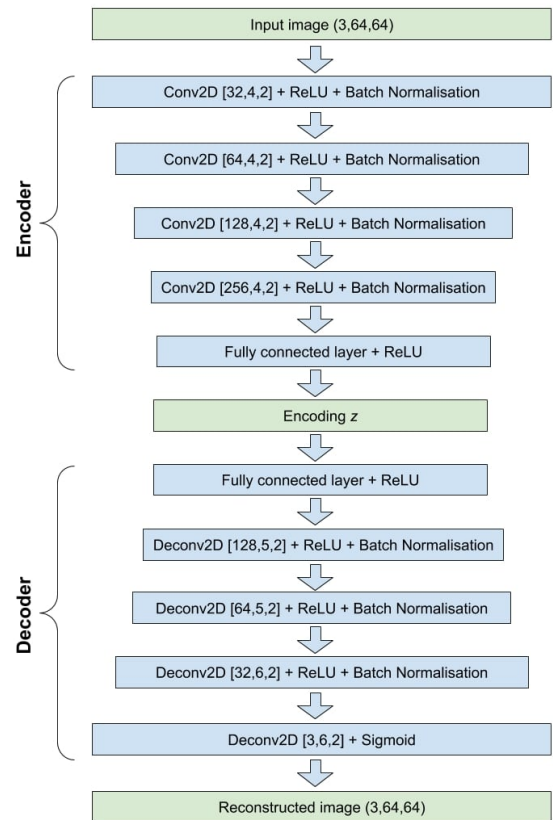 Input image (3,64,64)
Encoder
Conv2D [32,4,2] + ReLU + Batch Normalisation
Conv2D [64,4,2] + ReLU + Batch Normalisation
Conv2D [128,4,2] + ReLU + Batch Normalisation
Conv2D [256,4,2] + ReLU + Batch Normalisation
Fully connected layer + ReLU
Encoding z
Decoder
Fully connected layer + ReLU
Deconv2D [128,5,2] + ReLU + Batch Normalisation
Deconv2D [64,5,2] + ReLU + Batch Normalisation
Deconv2D [32,6,2] + ReLU + Batch Normalisation
Deconv2D [3,6,2] + Sigmoid
Reconstructed image (3,64,64)